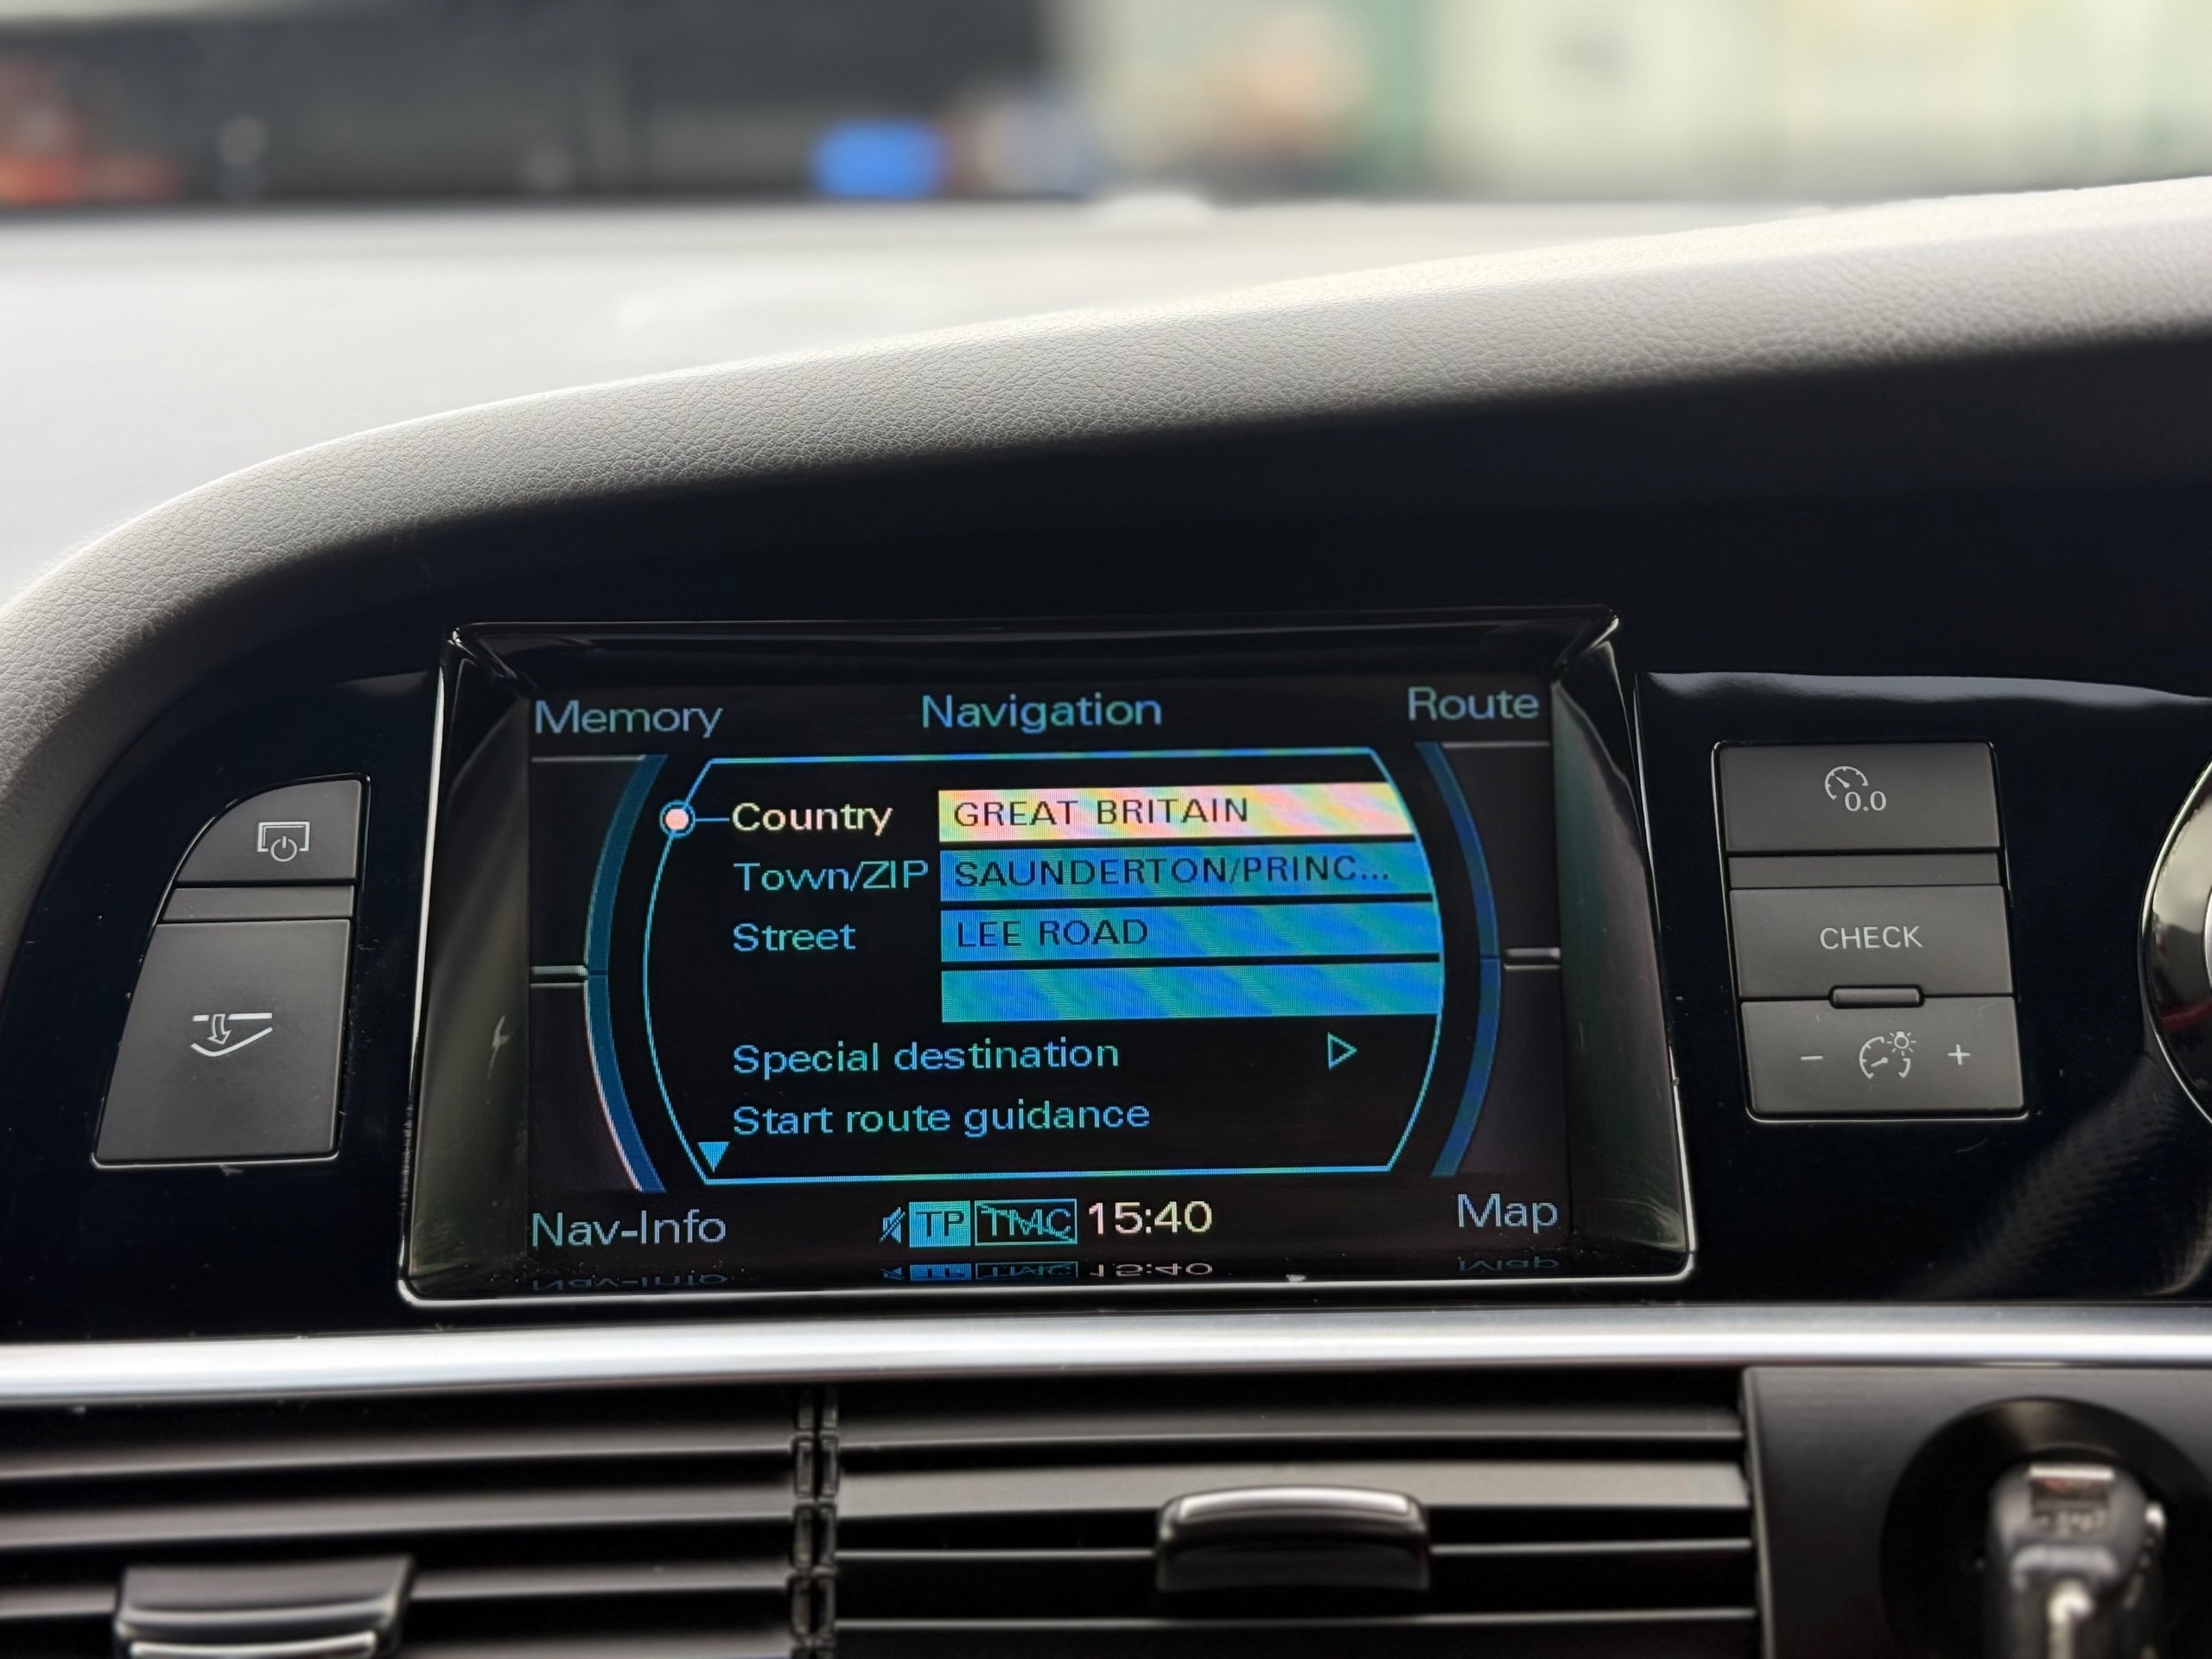 Memory Navigation Route
Country GREAT BRITAIN
Town/ZIP SAUNDERTON/PRINC...
Street LEE ROAD
Special destination
Start route guidance
Nav-Info TP TMC 15:40 Map
0.0
CHECK
- +